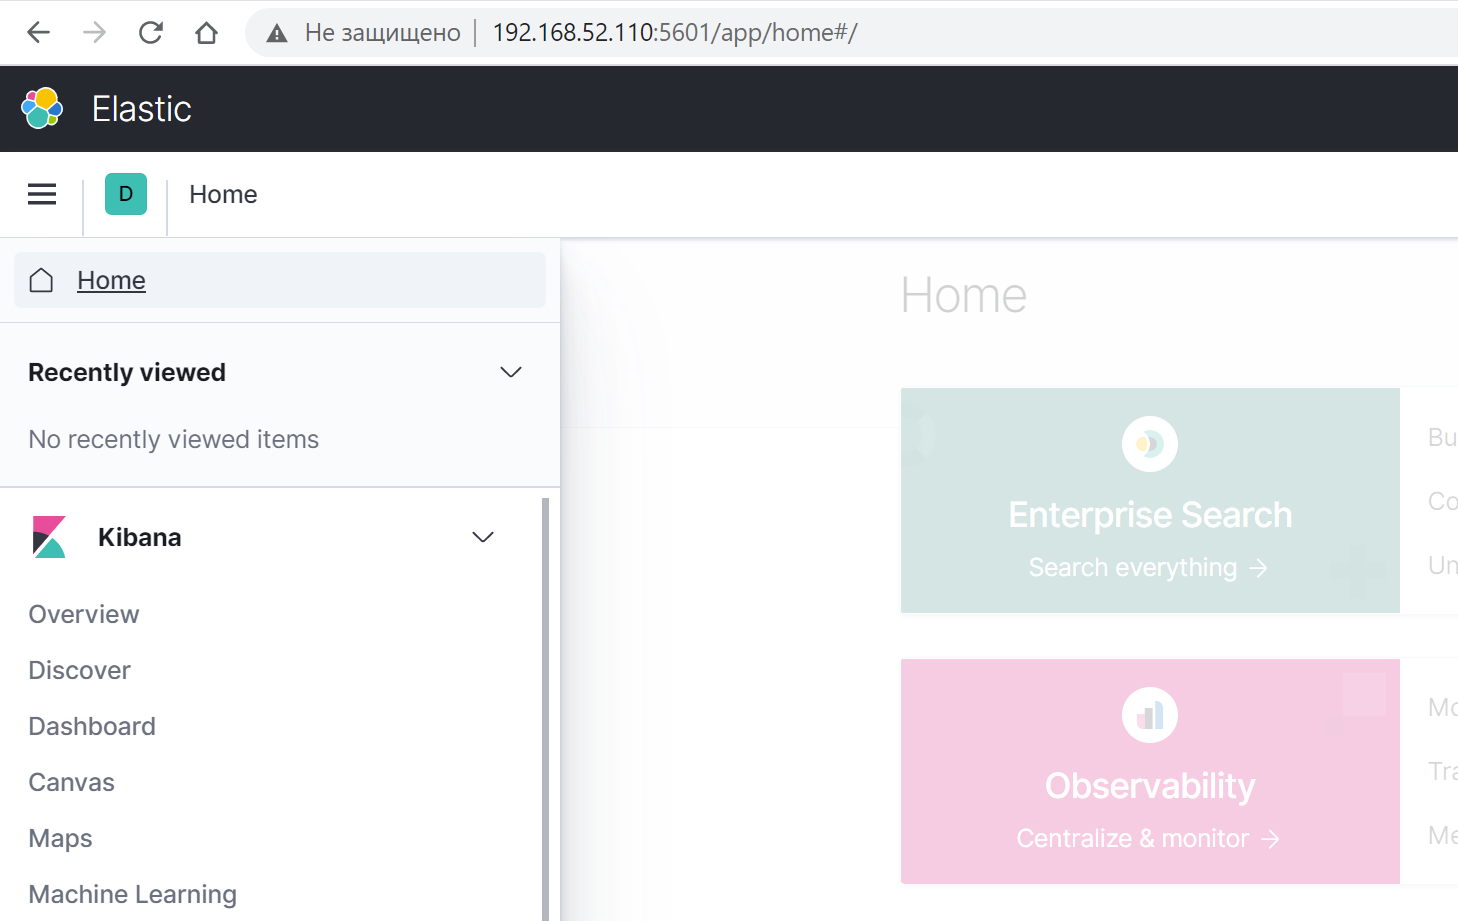 Не защищено 192.168.52.110:5601/app/home#/
Elastic
D Home
Home
Recently viewed
No recently viewed items
Kibana
Overview
Discover
Dashboard
Canvas
Maps
Machine Learning
Home
Enterprise Search
Search everything →
Bu
Co
Un
Observability
Centralize & monitor →
Mo
Tra
Me